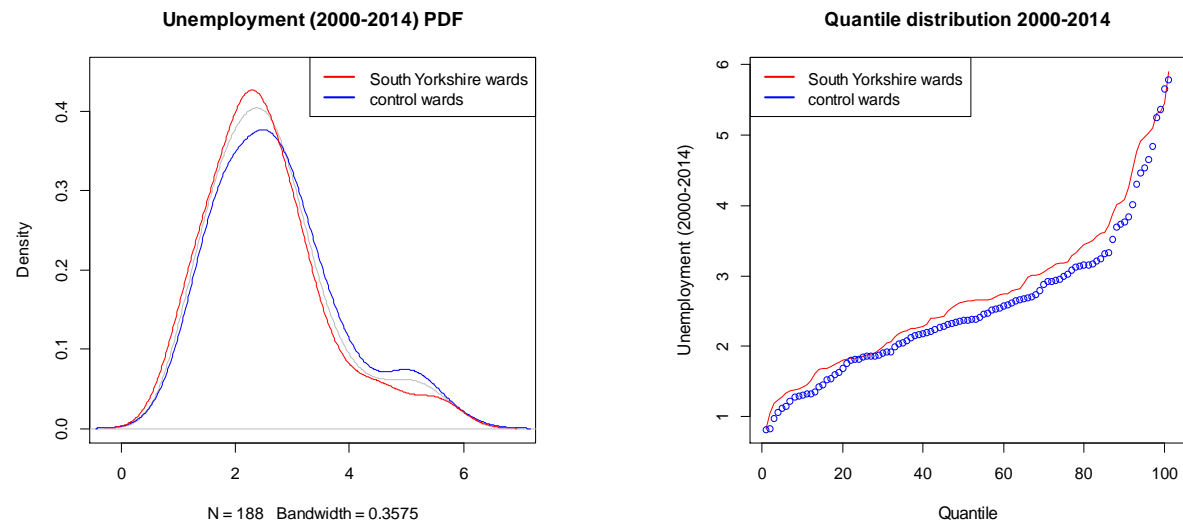 Unemployment (2000-2014) PDF
South Yorkshire wards
control wards
Density
0.0
0.1
0.2
0.3
0.4
0 2 4 6
N = 188 Bandwidth = 0.3575
Quantile distribution 2000-2014
South Yorkshire wards
control wards
Unemployment (2000-2014)
1
2
3
4
5
6
0 20 40 60 80 100
Quantile